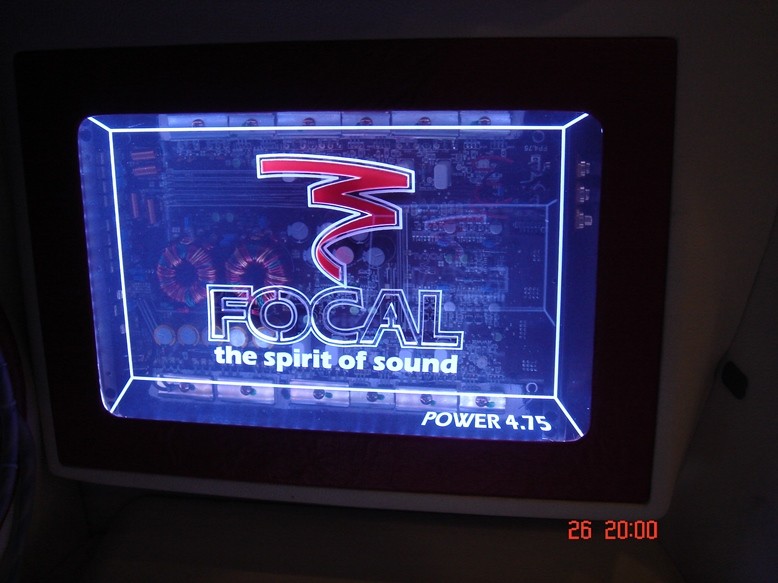 FOCAL
the spirit of sound
POWER 4.75
26 20:00